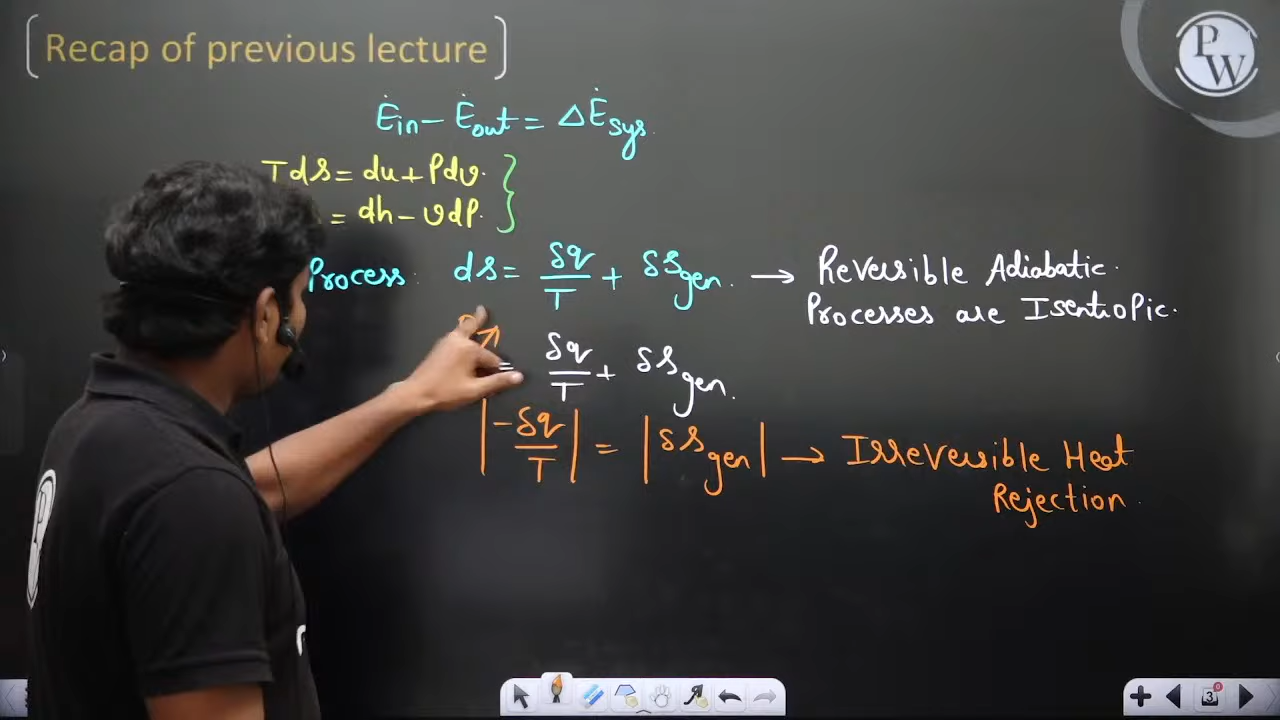 Recap of previous lecture
PW
Ėin - Ėout = ΔĖsys.
Tds = du + Pdv.
= dh - vdP.
Process: ds = δq/T + δsgen. → Reversible Adiabatic
Processes are Isentropic.
= δq/T + δsgen.
|-δq/T| = |δsgen| → Irreversible Heat
Rejection.
3